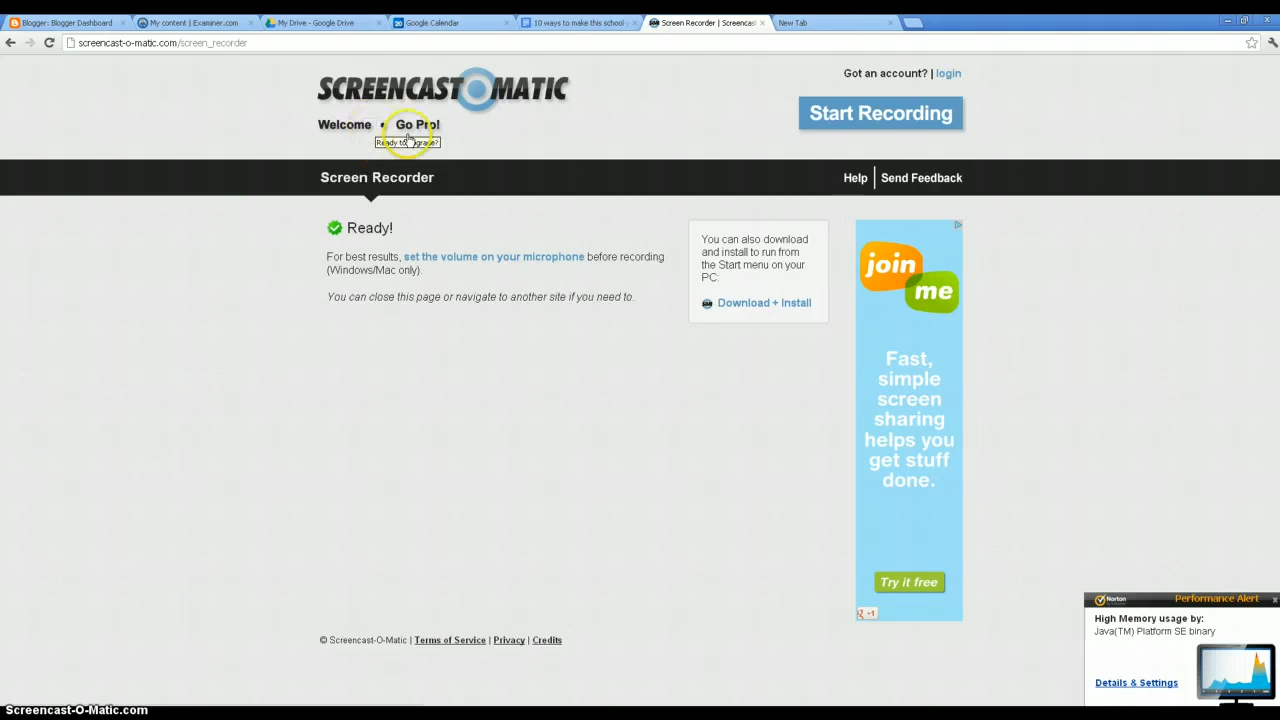 Blogger: Blogger Dashboard
My content | Examiner.com
My Drive - Google Drive
20 Google Calendar
10 ways to make this school
Screen Recorder | Screencast
New Tab
screencast-o-matic.com/screen_recorder
SCREENCAST O MATIC
Got an account? | login
Start Recording
Welcome • Go Pro!
Ready to upgrade?
Screen Recorder
Help | Send Feedback
Ready!
For best results, set the volume on your microphone before recording
(Windows/Mac only).
You can close this page or navigate to another site if you need to.
You can also download
and install to run from
the Start menu on your
PC:
Download + Install
join
me
Fast,
simple
screen
sharing
helps you
get stuff
done.
Try it free
+1
© Screencast-O-Matic | Terms of Service | Privacy | Credits
Norton
Performance Alert
High Memory usage by:
Java(TM) Platform SE binary
Details & Settings
Screencast-O-Matic.com